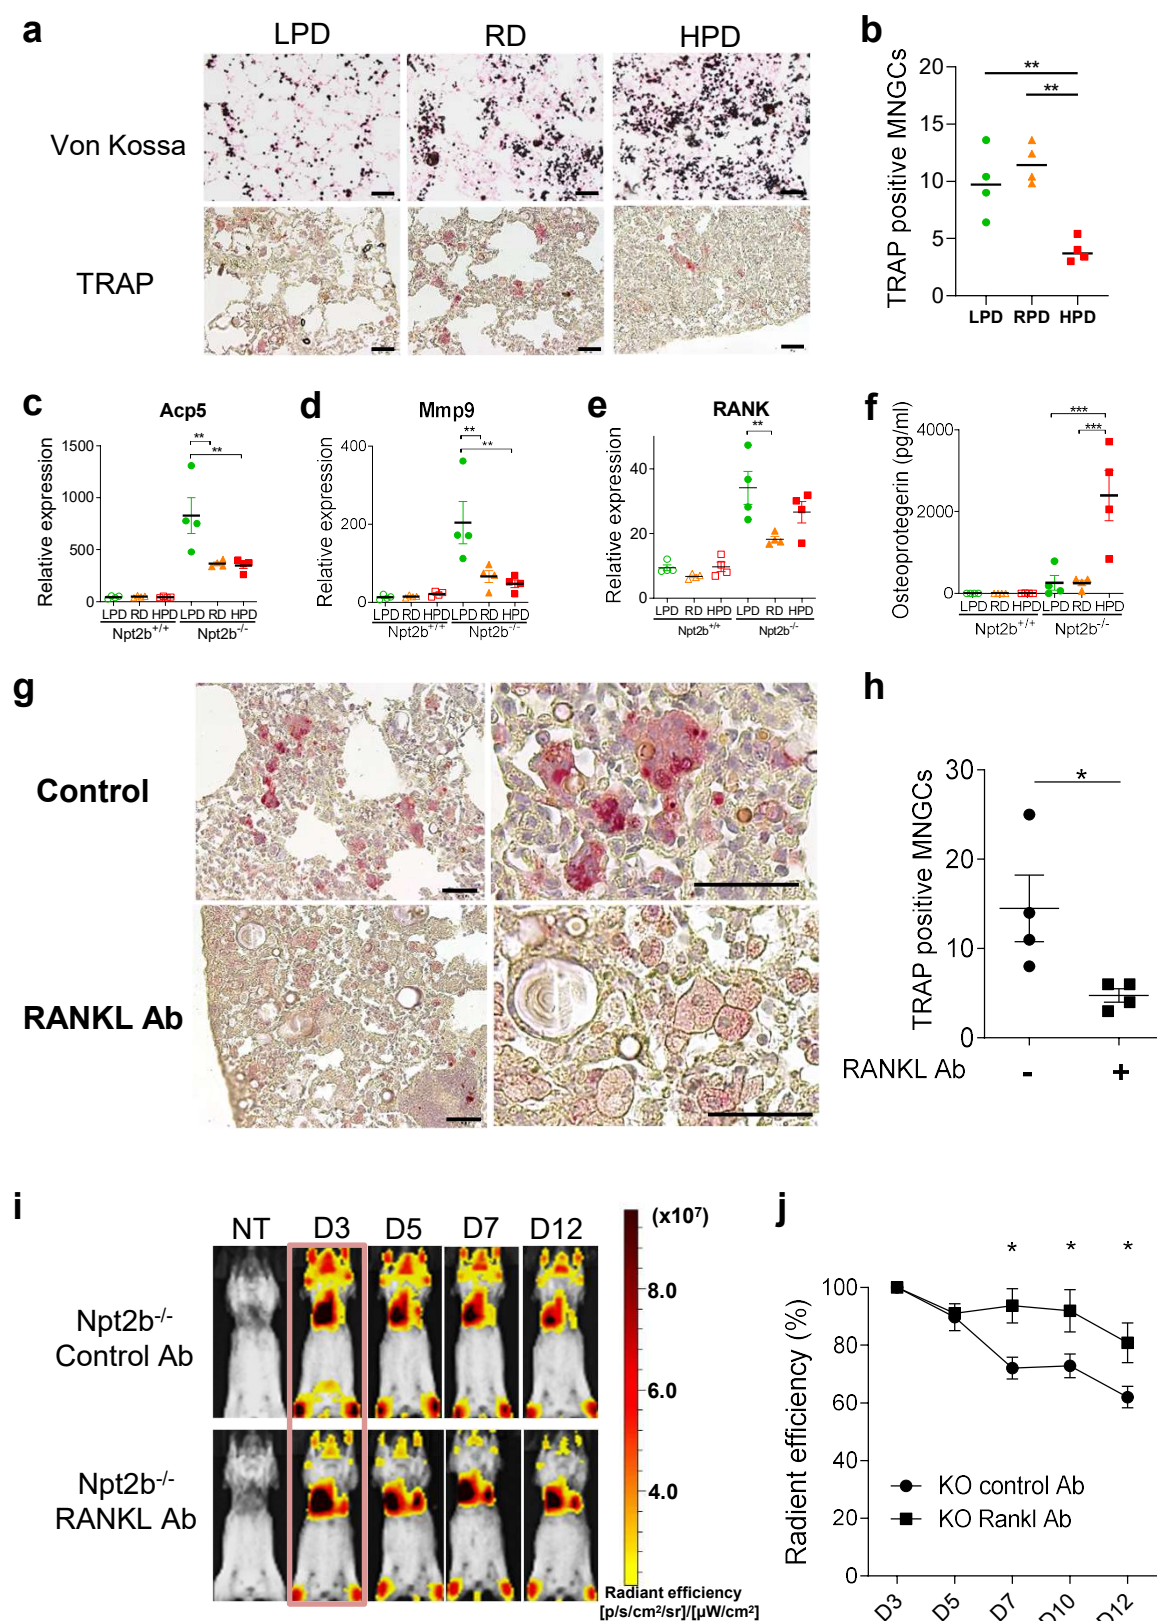 a
LPD RD HPD
Von Kossa
TRAP
b
TRAP positive MNGCs
20
15
10
5
0
**
**
LPD RPD HPD
c
Acp5
Relative expression
1500
1000
500
0
**
**
LPD RD HPD LPD RD HPD
Npt2b+/+ Npt2b-/-
d
Mmp9
Relative expression
400
200
0
**
**
LPD RD HPD LPD RD HPD
Npt2b+/+ Npt2b-/-
e
RANK
Relative expression
40
20
0
**
LPD RD HPD LPD RD HPD
Npt2b+/+ Npt2b-/-
f
Osteoprotegerin (pg/ml)
4000
2000
0
***
***
LPD RD HPD LPD RD HPD
Npt2b+/+ Npt2b-/-
g
Control
RANKL Ab
h
TRAP positive MNGCs
30
20
10
0
*
RANKL Ab - +
i
NT D3 D5 D7 D12
Npt2b-/-
Control Ab
Npt2b-/-
RANKL Ab
(x10⁷)
8.0
6.0
4.0
Radiant efficiency
[p/s/cm²/sr]/[µW/cm²]
j
Radient efficiency (%)
100
80
60
40
20
0
* * *
KO control Ab
KO Rankl Ab
D3 D5 D7 D10 D12